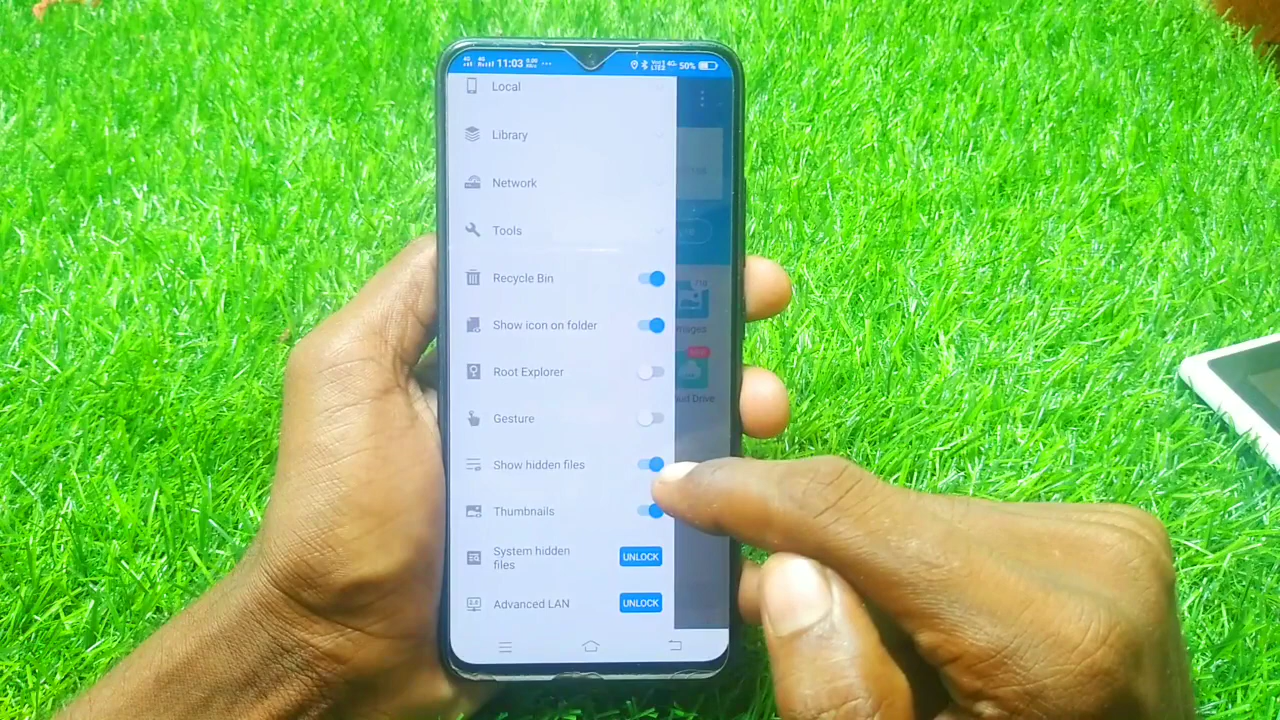 11:03 50%
Local
Library
Network
Tools
Recycle Bin
Show icon on folder
Root Explorer
Gesture
Show hidden files
Thumbnails
System hidden
files
UNLOCK
Advanced LAN
UNLOCK
Drive